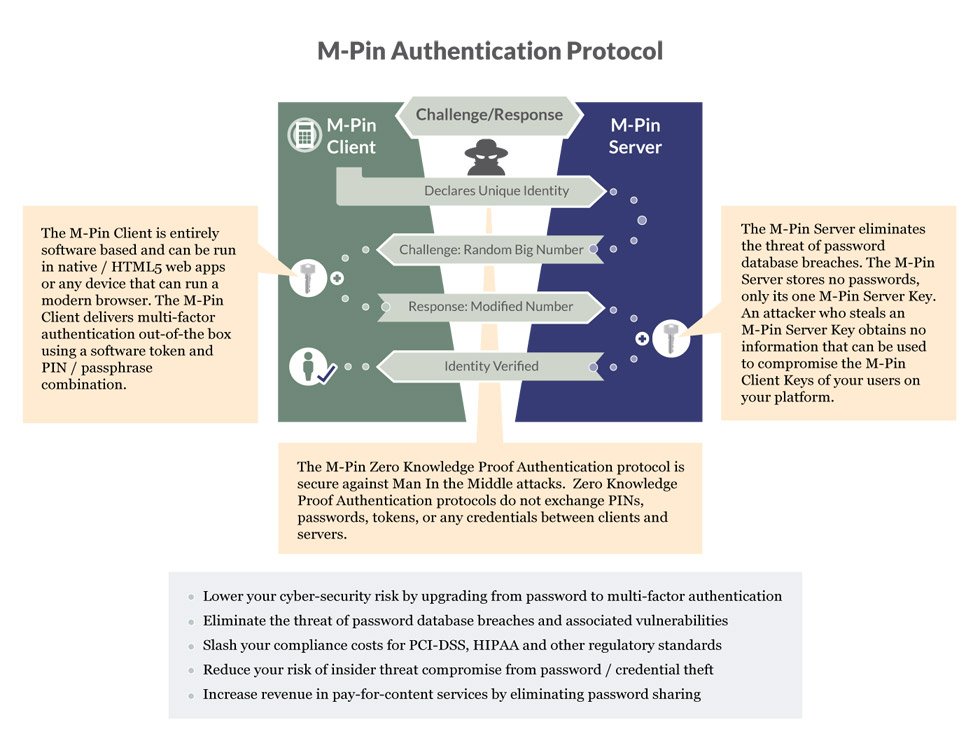 M-Pin Authentication Protocol
Challenge/Response
M-Pin
Client
M-Pin
Server
Declares Unique Identity
Challenge: Random Big Number
Response: Modified Number
Identity Verified
The M-Pin Client is entirely
software based and can be run
in native / HTML5 web apps
or any device that can run a
modern browser. The M-Pin
Client delivers multi-factor
authentication out-of-the box
using a software token and
PIN / passphrase
combination.
The M-Pin Server eliminates
the threat of password
database breaches. The M-Pin
Server stores no passwords,
only its one M-Pin Server Key.
An attacker who steals an
M-Pin Server Key obtains no
information that can be used
to compromise the M-Pin
Client Keys of your users on
your platform.
The M-Pin Zero Knowledge Proof Authentication protocol is
secure against Man In the Middle attacks.  Zero Knowledge
Proof Authentication protocols do not exchange PINs,
passwords, tokens, or any credentials between clients and
servers.
Lower your cyber-security risk by upgrading from password to multi-factor authentication
Eliminate the threat of password database breaches and associated vulnerabilities
Slash your compliance costs for PCI-DSS, HIPAA and other regulatory standards
Reduce your risk of insider threat compromise from password / credential theft
Increase revenue in pay-for-content services by eliminating password sharing